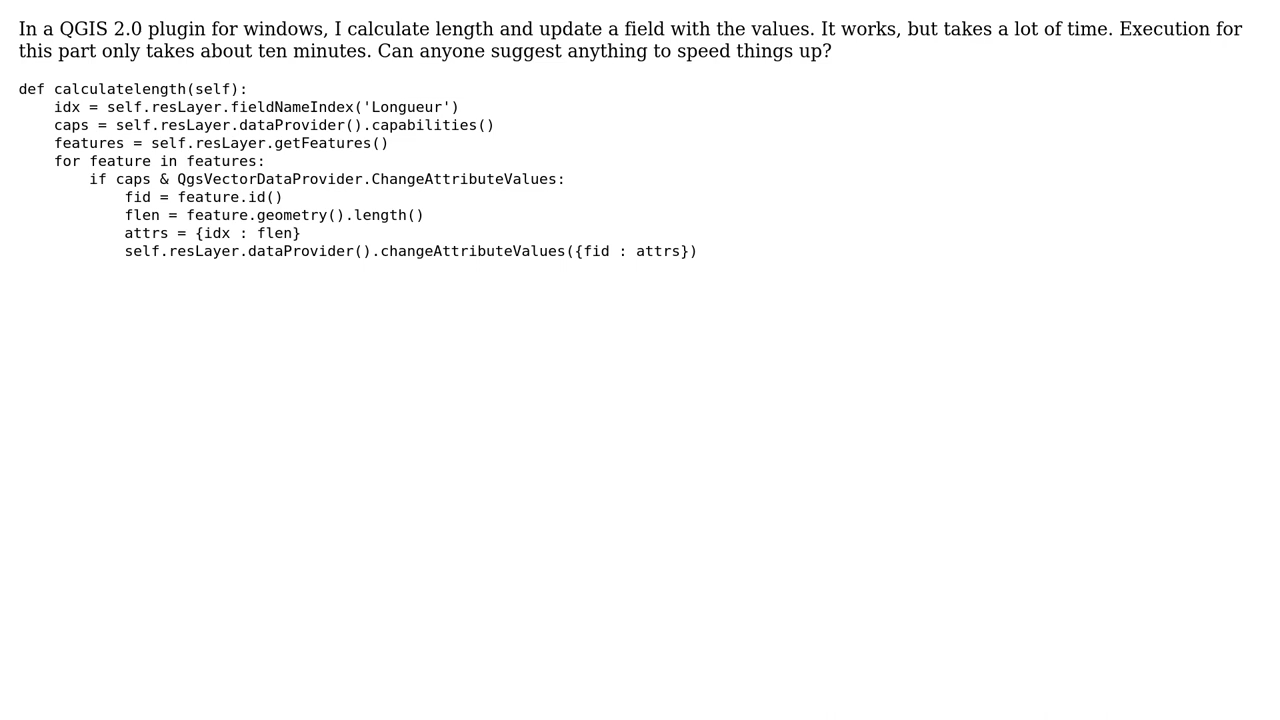 In a QGIS 2.0 plugin for windows, I calculate length and update a field with the values. It works, but takes a lot of time. Execution for
this part only takes about ten minutes. Can anyone suggest anything to speed things up?
def calculatelength(self):
    idx = self.resLayer.fieldNameIndex('Longueur')
    caps = self.resLayer.dataProvider().capabilities()
    features = self.resLayer.getFeatures()
    for feature in features:
        if caps & QgsVectorDataProvider.ChangeAttributeValues:
            fid = feature.id()
            flen = feature.geometry().length()
            attrs = {idx : flen}
            self.resLayer.dataProvider().changeAttributeValues({fid : attrs})